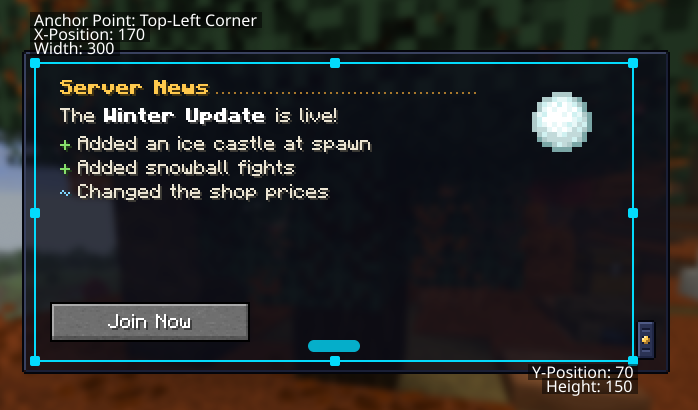 Anchor Point: Top-Left Corner
X-Position: 170
Width: 300
Server News
The Winter Update is live!
+ Added an ice castle at spawn
+ Added snowball fights
~ Changed the shop prices
Join Now
Y-Position: 70
Height: 150